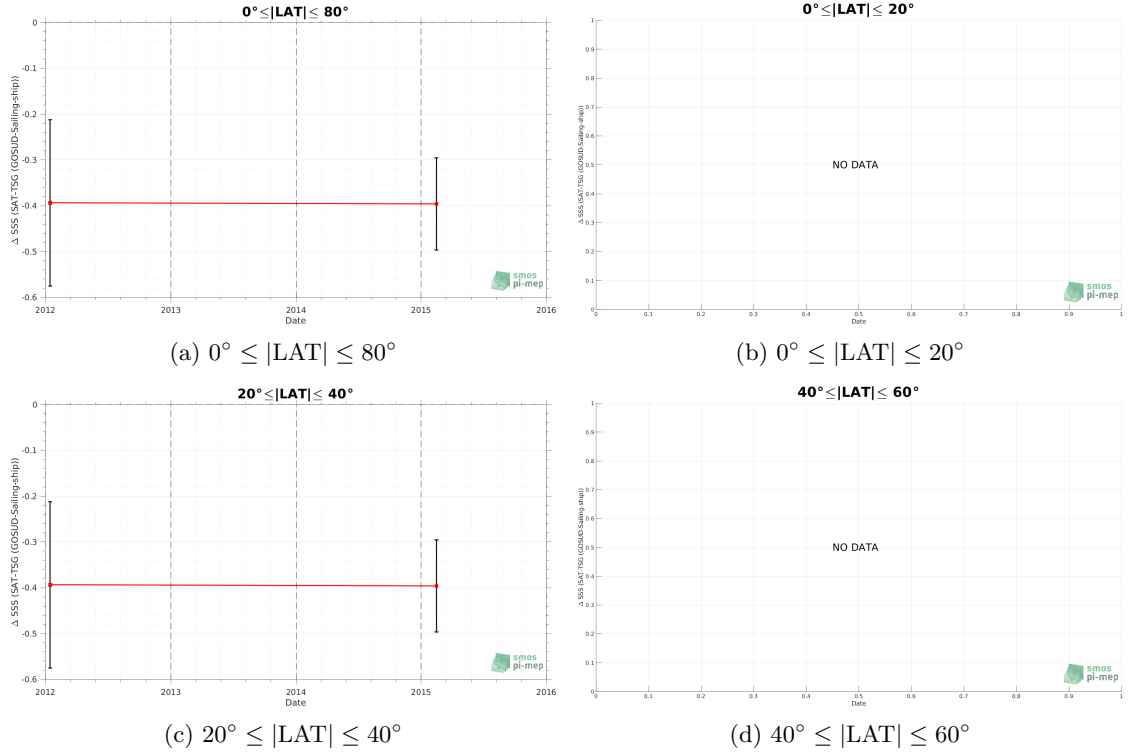 0°≤|LAT|≤ 80°
0
-0.1
-0.2
-0.3
-0.4
-0.5
-0.6
Δ SSS (SAT-TSG (GOSUD-Sailing-ship))
2012
2013
2014
2015
2016
Date
smos
pi-mep
(a) 0° ≤ |LAT| ≤ 80°
0°≤|LAT|≤ 20°
1
0.9
0.8
0.7
0.6
0.5
0.4
0.3
0.2
0.1
0
Δ SSS (SAT-TSG (GOSUD-Sailing-ship))
NO DATA
0
0.1
0.2
0.3
0.4
0.5
0.6
0.7
0.8
0.9
1
Date
smos
pi-mep
(b) 0° ≤ |LAT| ≤ 20°
20°≤|LAT|≤ 40°
0
-0.1
-0.2
-0.3
-0.4
-0.5
-0.6
Δ SSS (SAT-TSG (GOSUD-Sailing-ship))
2012
2013
2014
2015
2016
Date
smos
pi-mep
(c) 20° ≤ |LAT| ≤ 40°
40°≤|LAT|≤ 60°
1
0.9
0.8
0.7
0.6
0.5
0.4
0.3
0.2
0.1
0
Δ SSS (SAT-TSG (GOSUD-Sailing-ship))
NO DATA
0
0.1
0.2
0.3
0.4
0.5
0.6
0.7
0.8
0.9
1
Date
smos
pi-mep
(d) 40° ≤ |LAT| ≤ 60°